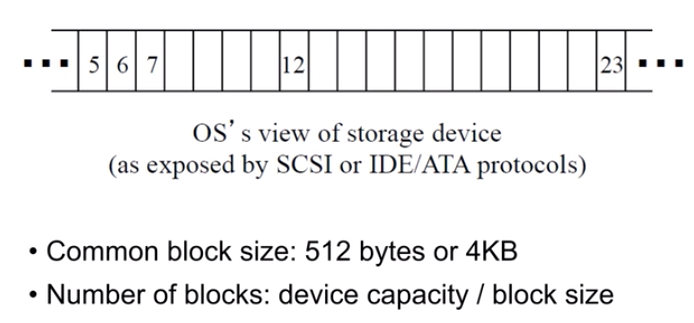 ... 5 6 7 12 23 ...
OS's view of storage device
(as exposed by SCSI or IDE/ATA protocols)
• Common block size: 512 bytes or 4KB
• Number of blocks: device capacity / block size